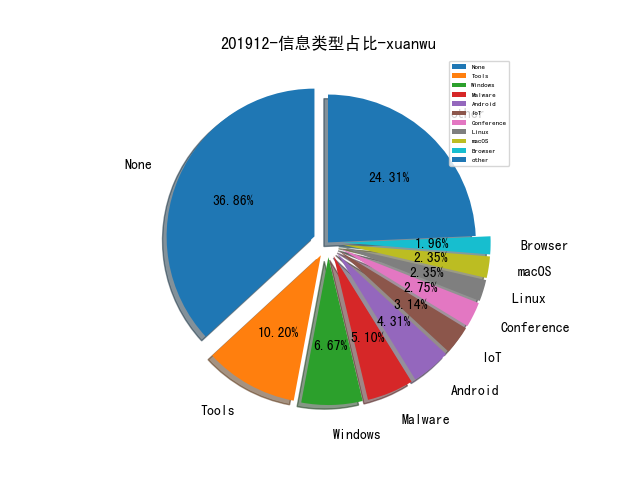 201912-信息类型占比-xuanwu
None
Tools
Windows
Malware
Android
IoT
Conference
Linux
macOS
Browser
other
None
36.86%
24.31%
1.96%
Browser
2.35%
macOS
2.35%
Linux
2.75%
Conference
3.14%
IoT
4.31%
Android
5.10%
Malware
6.67%
Windows
10.20%
Tools